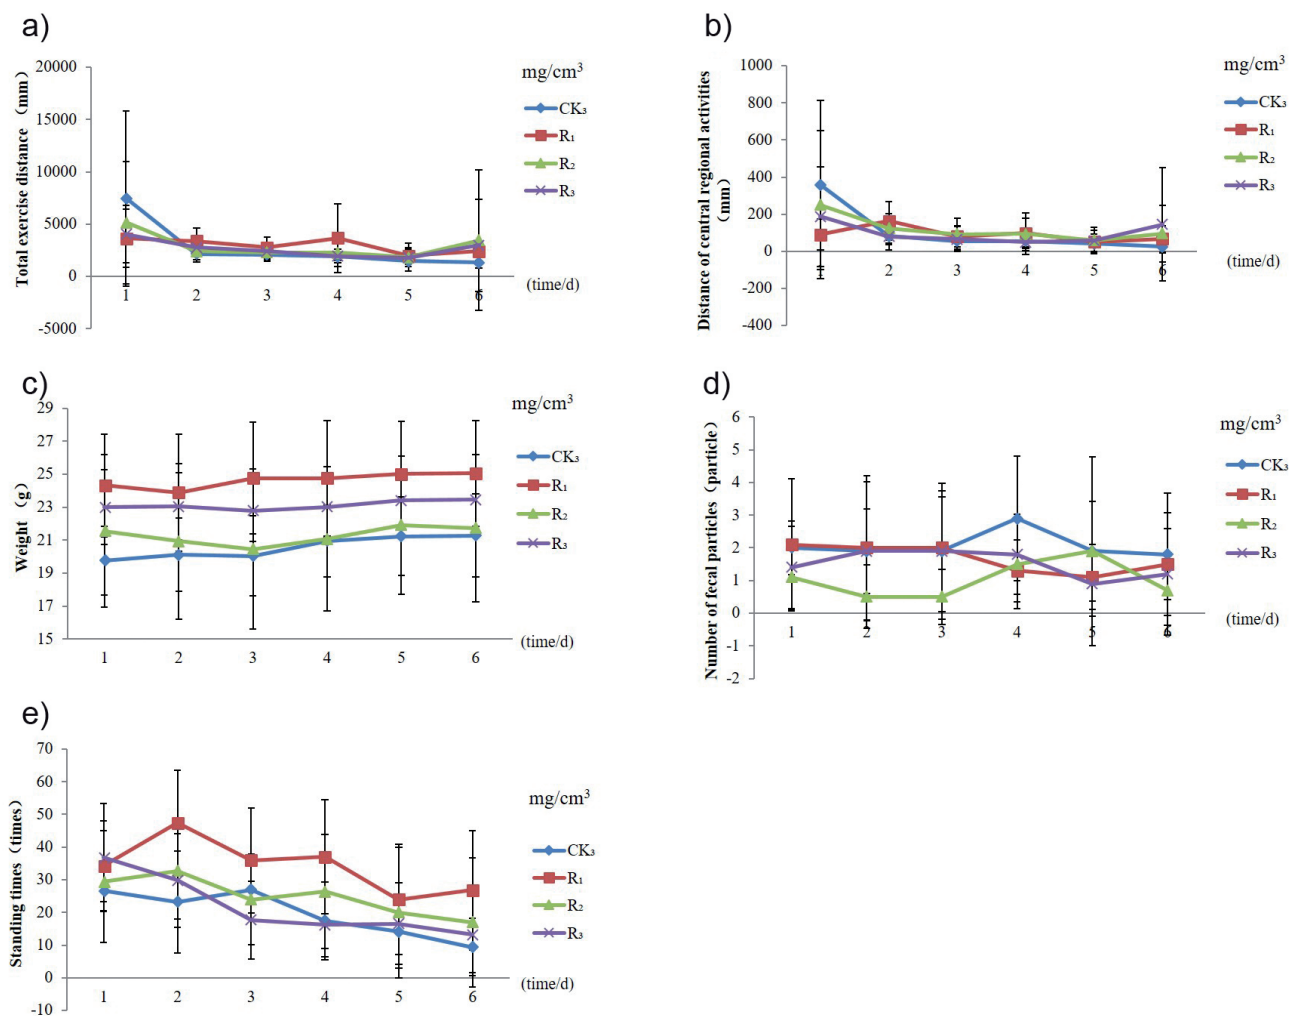 a)
Total exercise distance (mm)
20000
15000
10000
5000
0
-5000
1 2 3 4 5 6
(time/d)
mg/cm³
CK₃
R₁
R₂
R₃
b)
Distance of central regional activities
(mm)
1000
800
600
400
200
0
-200
-400
2 3 4 5 6
(time/d)
mg/cm³
CK₃
R₁
R₂
R₃
c)
Weight (g)
29
27
25
23
21
19
17
15
1 2 3 4 5 6
(time/d)
mg/cm³
CK₃
R₁
R₂
R₃
d)
Number of fecal particles (particle)
6
5
4
3
2
1
0
-1
-2
1 2 3 4 5 6
(time/d)
mg/cm³
CK₃
R₁
R₂
R₃
e)
Standing times (times)
70
60
50
40
30
20
10
0
-10
1 2 3 4 5 6
(time/d)
mg/cm³
CK₃
R₁
R₂
R₃